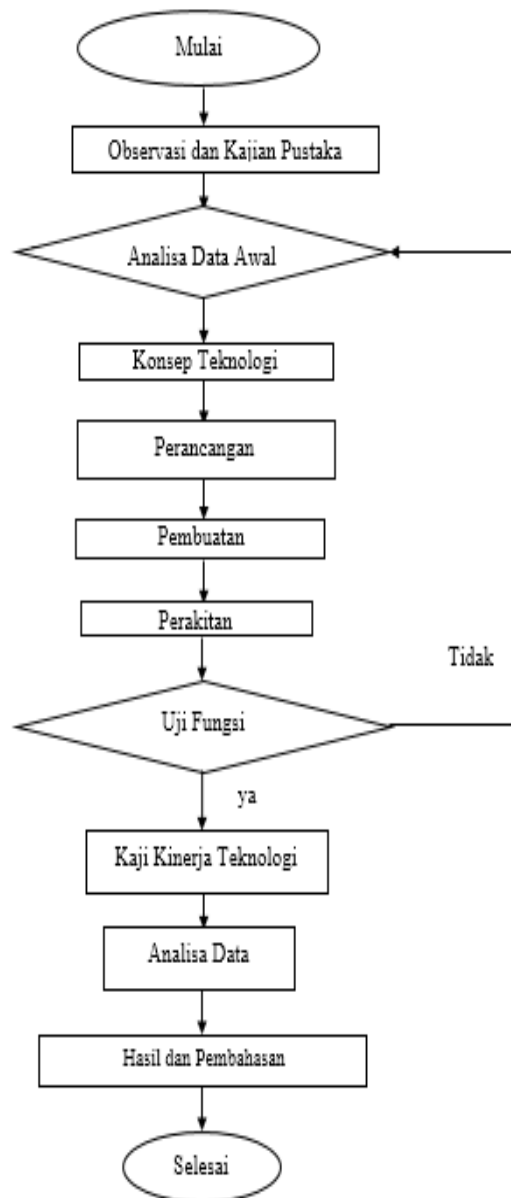 Mulai
Observasi dan Kajian Pustaka
Analisa Data Awal
Konsep Teknologi
Perancangan
Pembuatan
Perakitan
Tidak
Uji Fungsi
ya
Kaji Kinerja Teknologi
Analisa Data
Hasil dan Pembahasan
Selesai